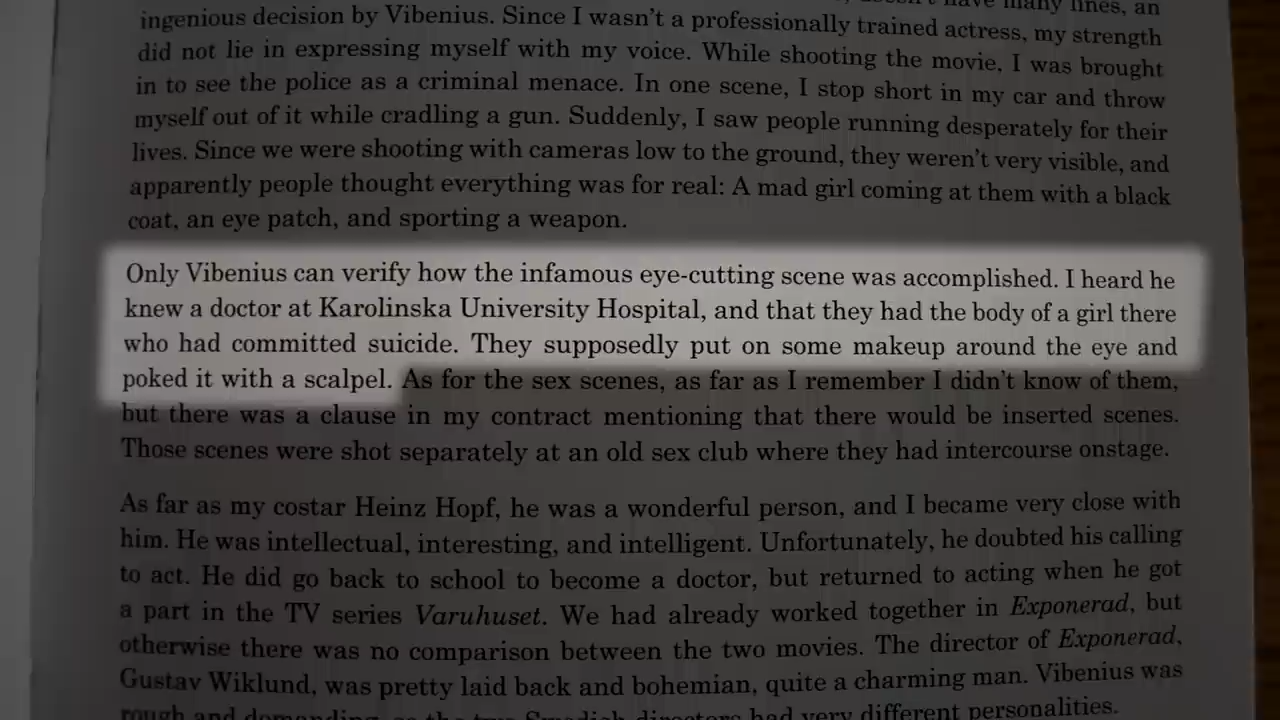 have many lines, an
ingenious decision by Vibenius. Since I wasn't a professionally trained actress, my strength
did not lie in expressing myself with my voice. While shooting the movie, I was brought
in to see the police as a criminal menace. In one scene, I stop short in my car and throw
myself out of it while cradling a gun. Suddenly, I saw people running desperately for their
lives. Since we were shooting with cameras low to the ground, they weren't very visible, and
apparently people thought everything was for real: A mad girl coming at them with a black
coat, an eye patch, and sporting a weapon.
Only Vibenius can verify how the infamous eye-cutting scene was accomplished. I heard he
knew a doctor at Karolinska University Hospital, and that they had the body of a girl there
who had committed suicide. They supposedly put on some makeup around the eye and
poked it with a scalpel. As for the sex scenes, as far as I remember I didn't know of them,
but there was a clause in my contract mentioning that there would be inserted scenes.
Those scenes were shot separately at an old sex club where they had intercourse onstage.
As far as my costar Heinz Hopf, he was a wonderful person, and I became very close with
him. He was intellectual, interesting, and intelligent. Unfortunately, he doubted his calling
to act. He did go back to school to become a doctor, but returned to acting when he got
a part in the TV series Varuhuset. We had already worked together in Exponerad, but
otherwise there was no comparison between the two movies. The director of Exponerad,
Gustav Wiklund, was pretty laid back and bohemian, quite a charming man. Vibenius was
rough and demanding, Swedish directors had very different personalities.